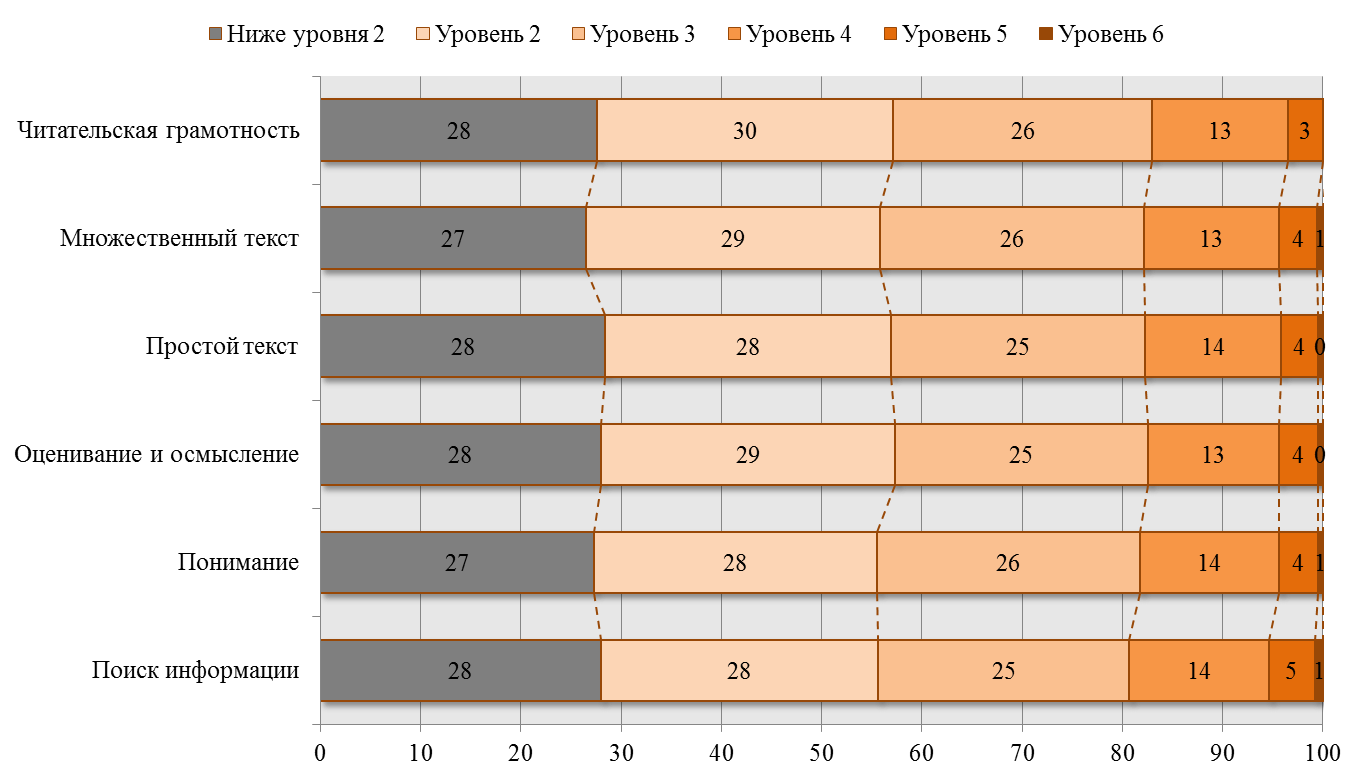 Ниже уровня 2 Уровень 2 Уровень 3 Уровень 4 Уровень 5 Уровень 6
Читательская грамотность 28 30 26 13 3
Множественный текст 27 29 26 13 4 1
Простой текст 28 28 25 14 4 0
Оценивание и осмысление 28 29 25 13 4 0
Понимание 27 28 26 14 4 1
Поиск информации 28 28 25 14 5 1
0 10 20 30 40 50 60 70 80 90 100